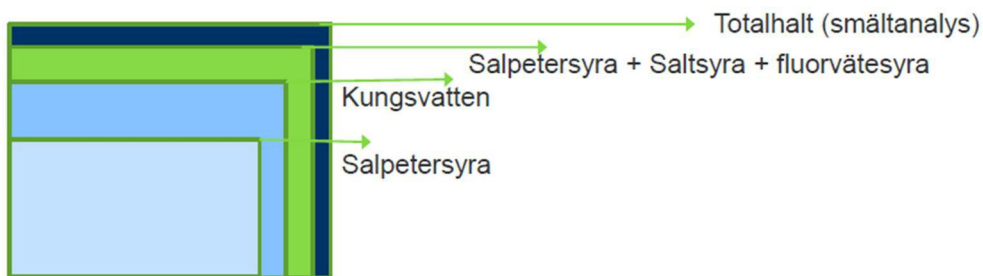 Totalhalt (smältanalys)
Salpetersyra + Saltsyra + fluorvätesyra
Kungsvatten
Salpetersyra